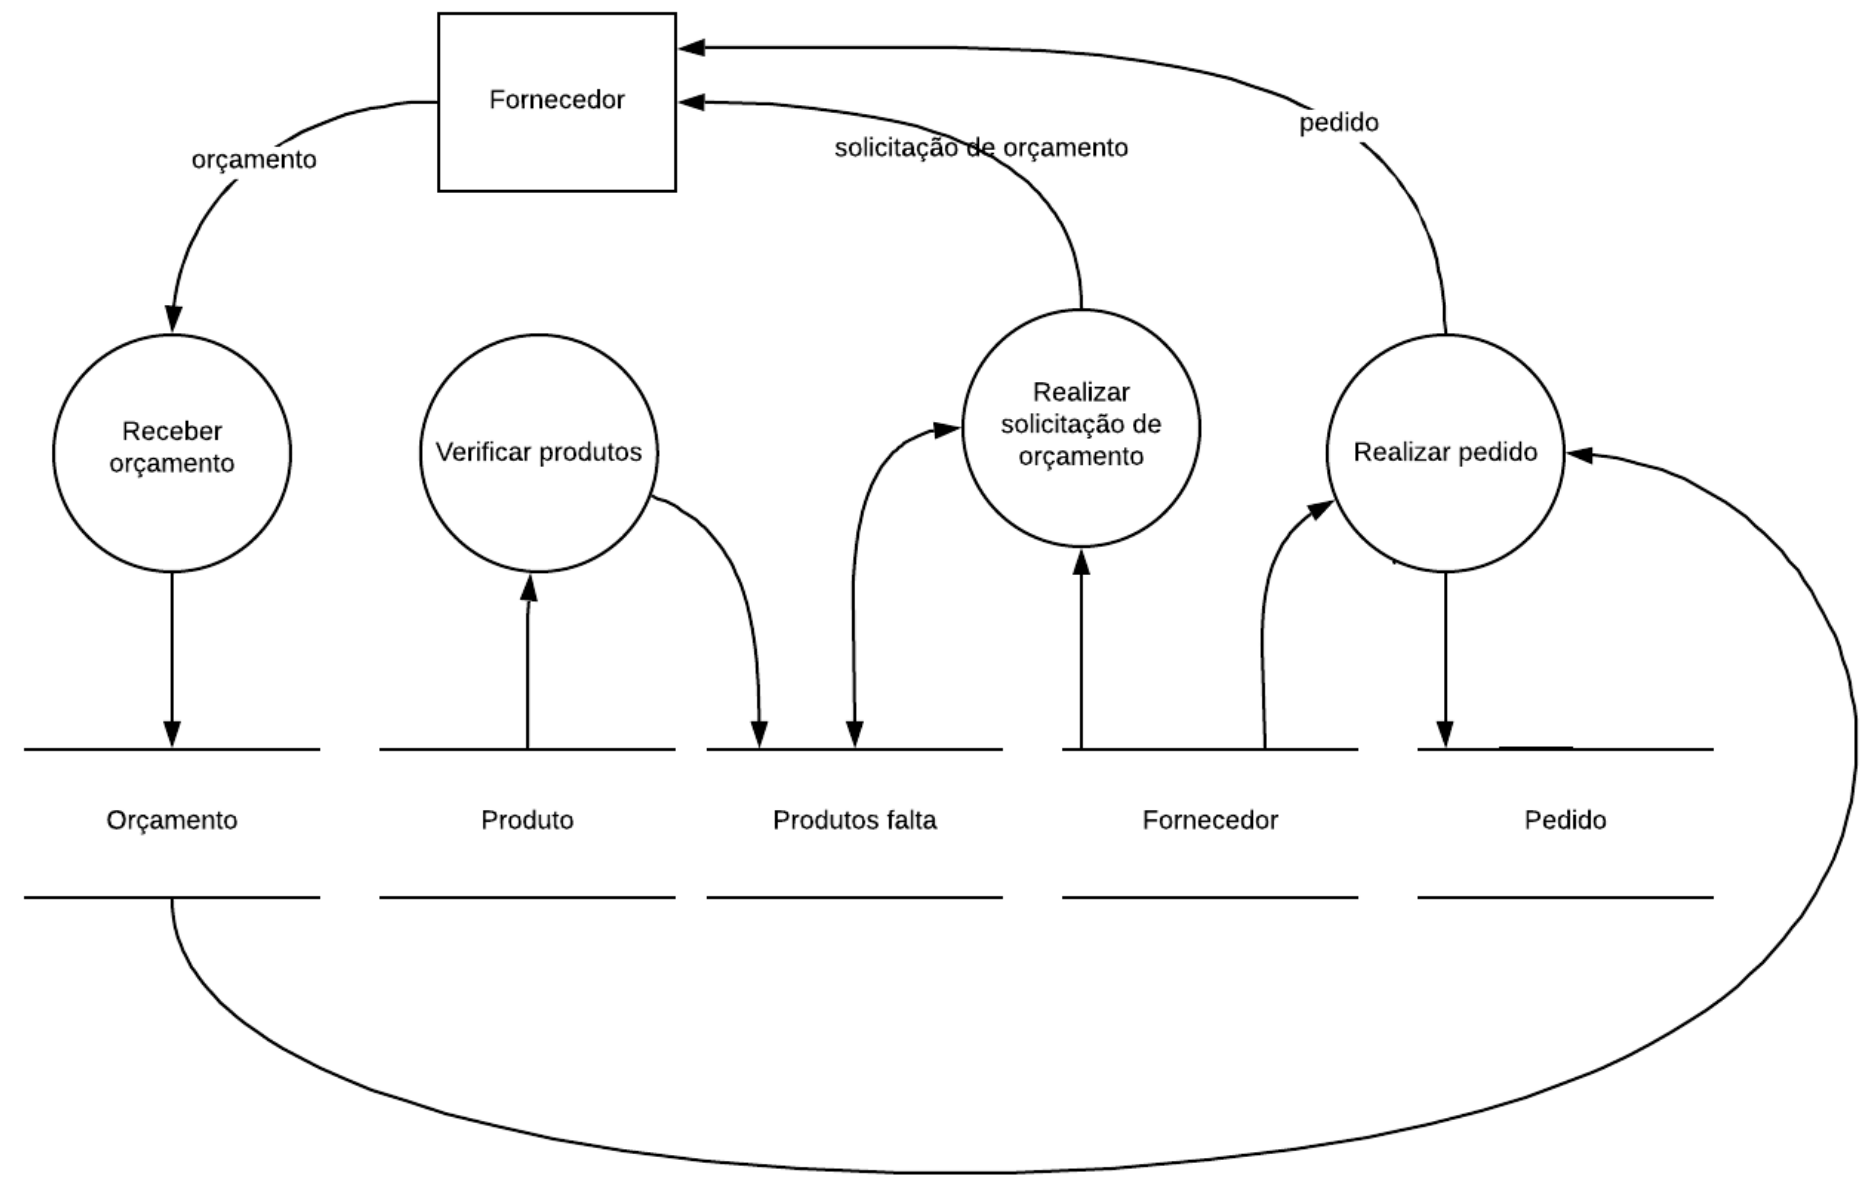 Fornecedor
pedido
solicitação de orçamento
orçamento
Receber
orçamento
Verificar produtos
Realizar
solicitação de
orçamento
Realizar pedido
Orçamento
Produto
Produtos falta
Fornecedor
Pedido